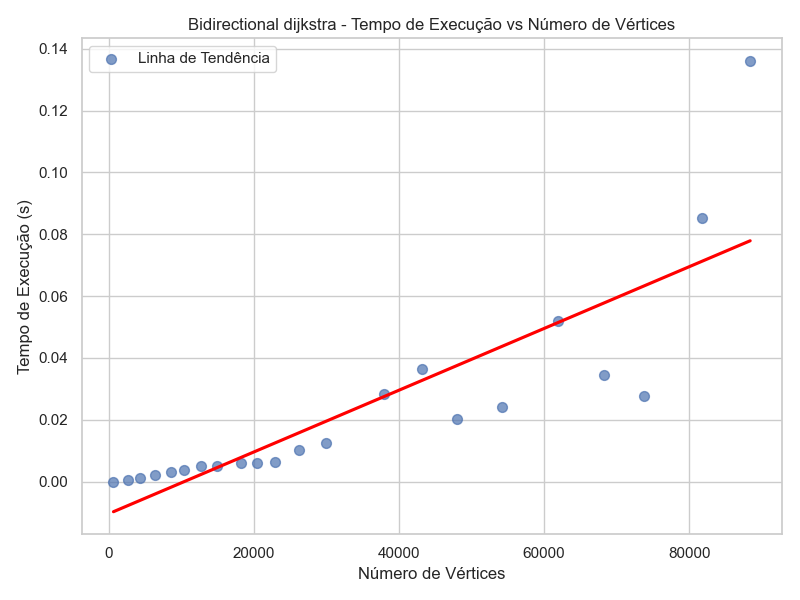 Bidirectional dijkstra - Tempo de Execução vs Número de Vértices
Linha de Tendência
0.14
0.12
0.10
0.08
0.06
0.04
0.02
0.00
Tempo de Execução (s)
0 20000 40000 60000 80000
Número de Vértices